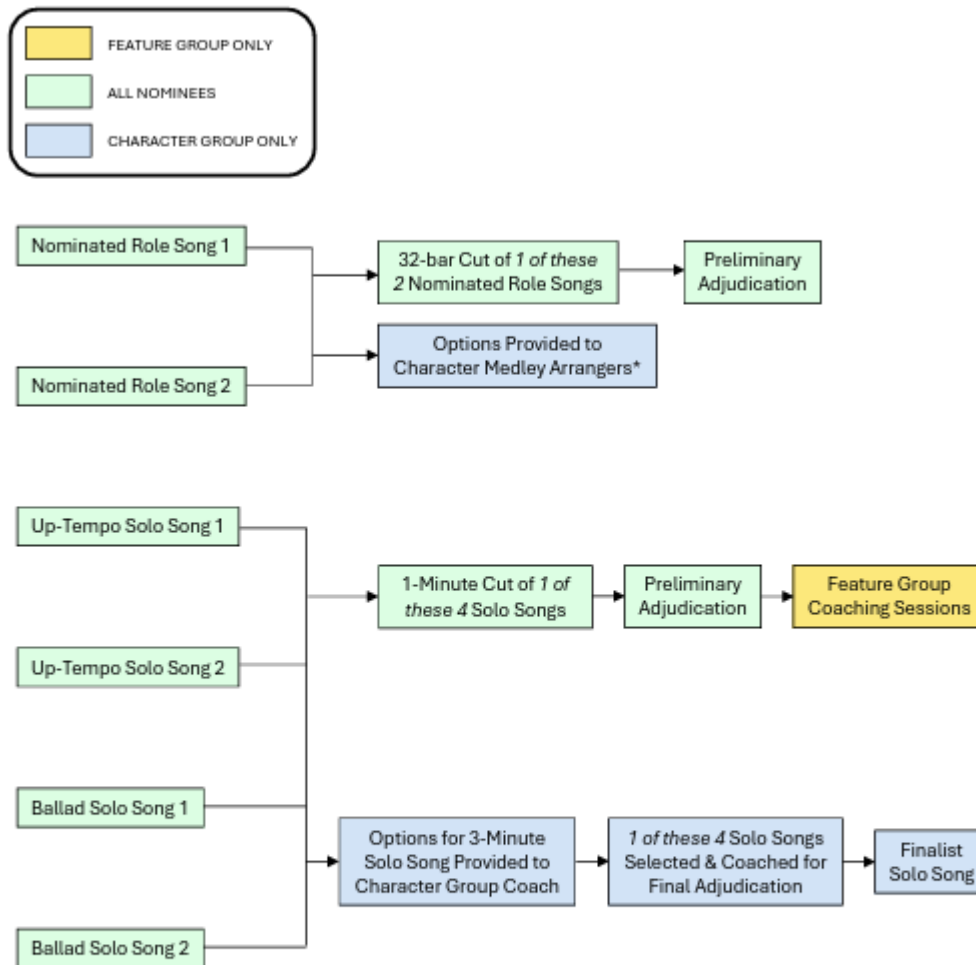 FEATURE GROUP ONLY
ALL NOMINEES
CHARACTER GROUP ONLY
Nominated Role Song 1
32-bar Cut of 1 of these
2 Nominated Role Songs
Preliminary
Adjudication
Options Provided to
Character Medley Arrangers*
Nominated Role Song 2
Up-Tempo Solo Song 1
1-Minute Cut of 1 of
these 4 Solo Songs
Preliminary
Adjudication
Feature Group
Coaching Sessions
Up-Tempo Solo Song 2
Ballad Solo Song 1
Options for 3-Minute
Solo Song Provided to
Character Group Coach
1 of these 4 Solo Songs
Selected & Coached for
Final Adjudication
Finalist
Solo Song
Ballad Solo Song 2